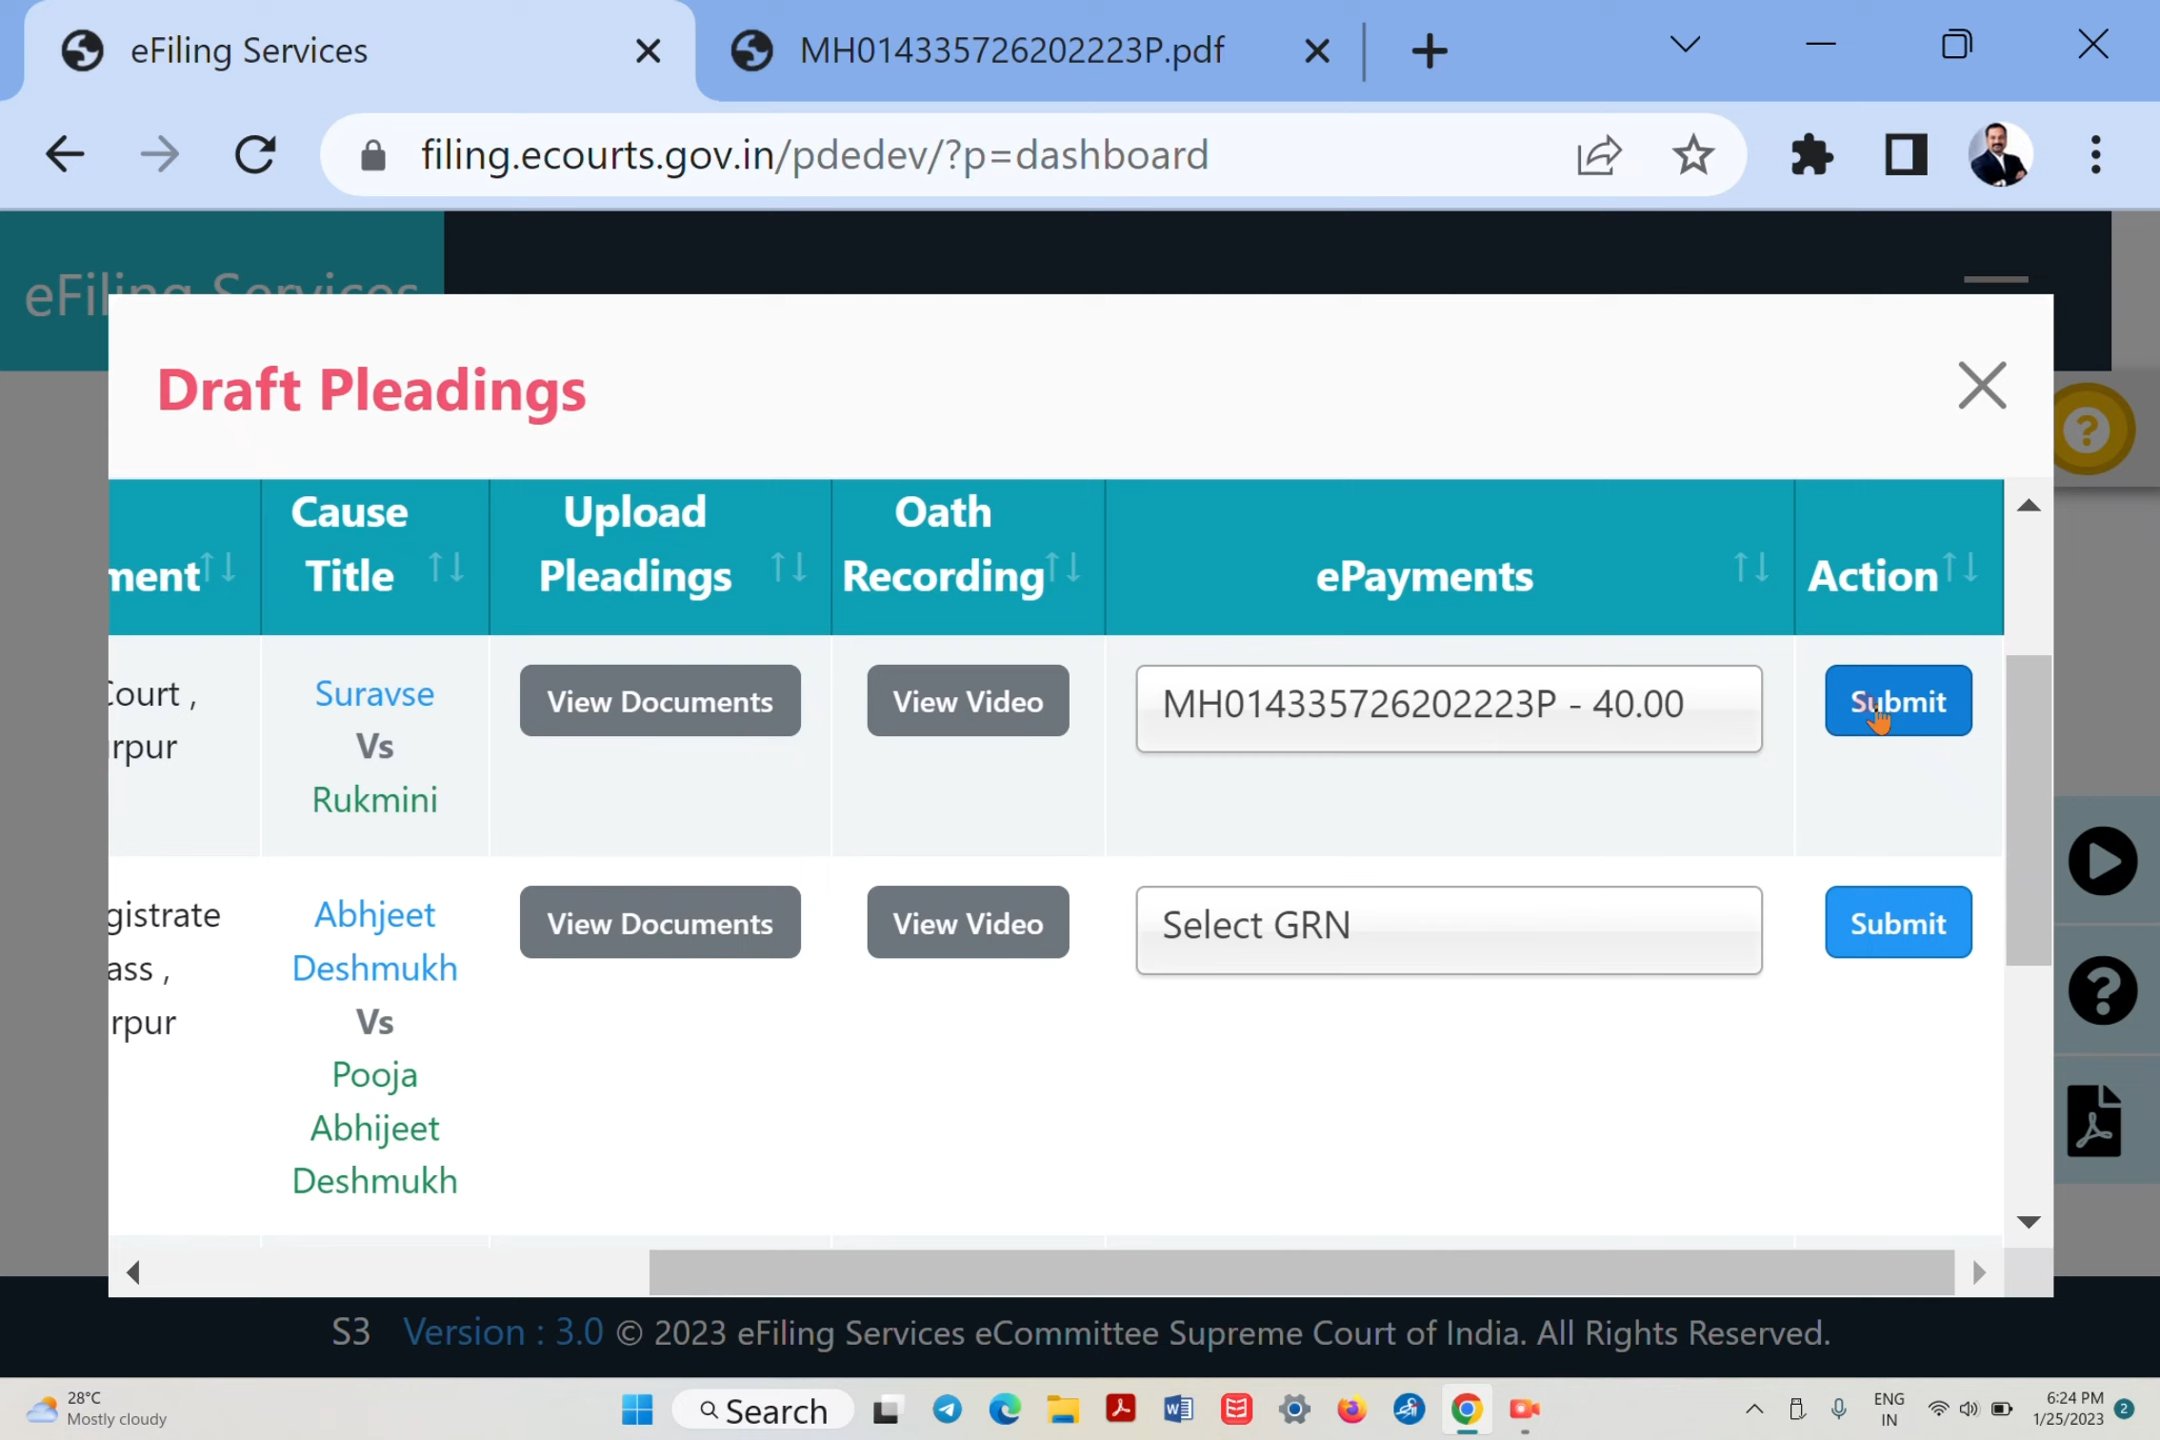 eFiling Services
MH014335726202223P.pdf
filing.ecourts.gov.in/pdedev/?p=dashboard
eFiling Services
Draft Pleadings
ment
Cause
Title
Upload
Pleadings
Oath
Recording
ePayments
Action
Court ,
rpur
Suravse
Vs
Rukmini
View Documents
View Video
MH014335726202223P - 40.00
Submit
gistrate
ass ,
rpur
Abhjeet
Deshmukh
Vs
Pooja
Abhijeet
Deshmukh
View Documents
View Video
Select GRN
Submit
S3 Version : 3.0 © 2023 eFiling Services eCommittee Supreme Court of India. All Rights Reserved.
28°C
Mostly cloudy
Search
ENG
IN
6:24 PM
1/25/2023
2